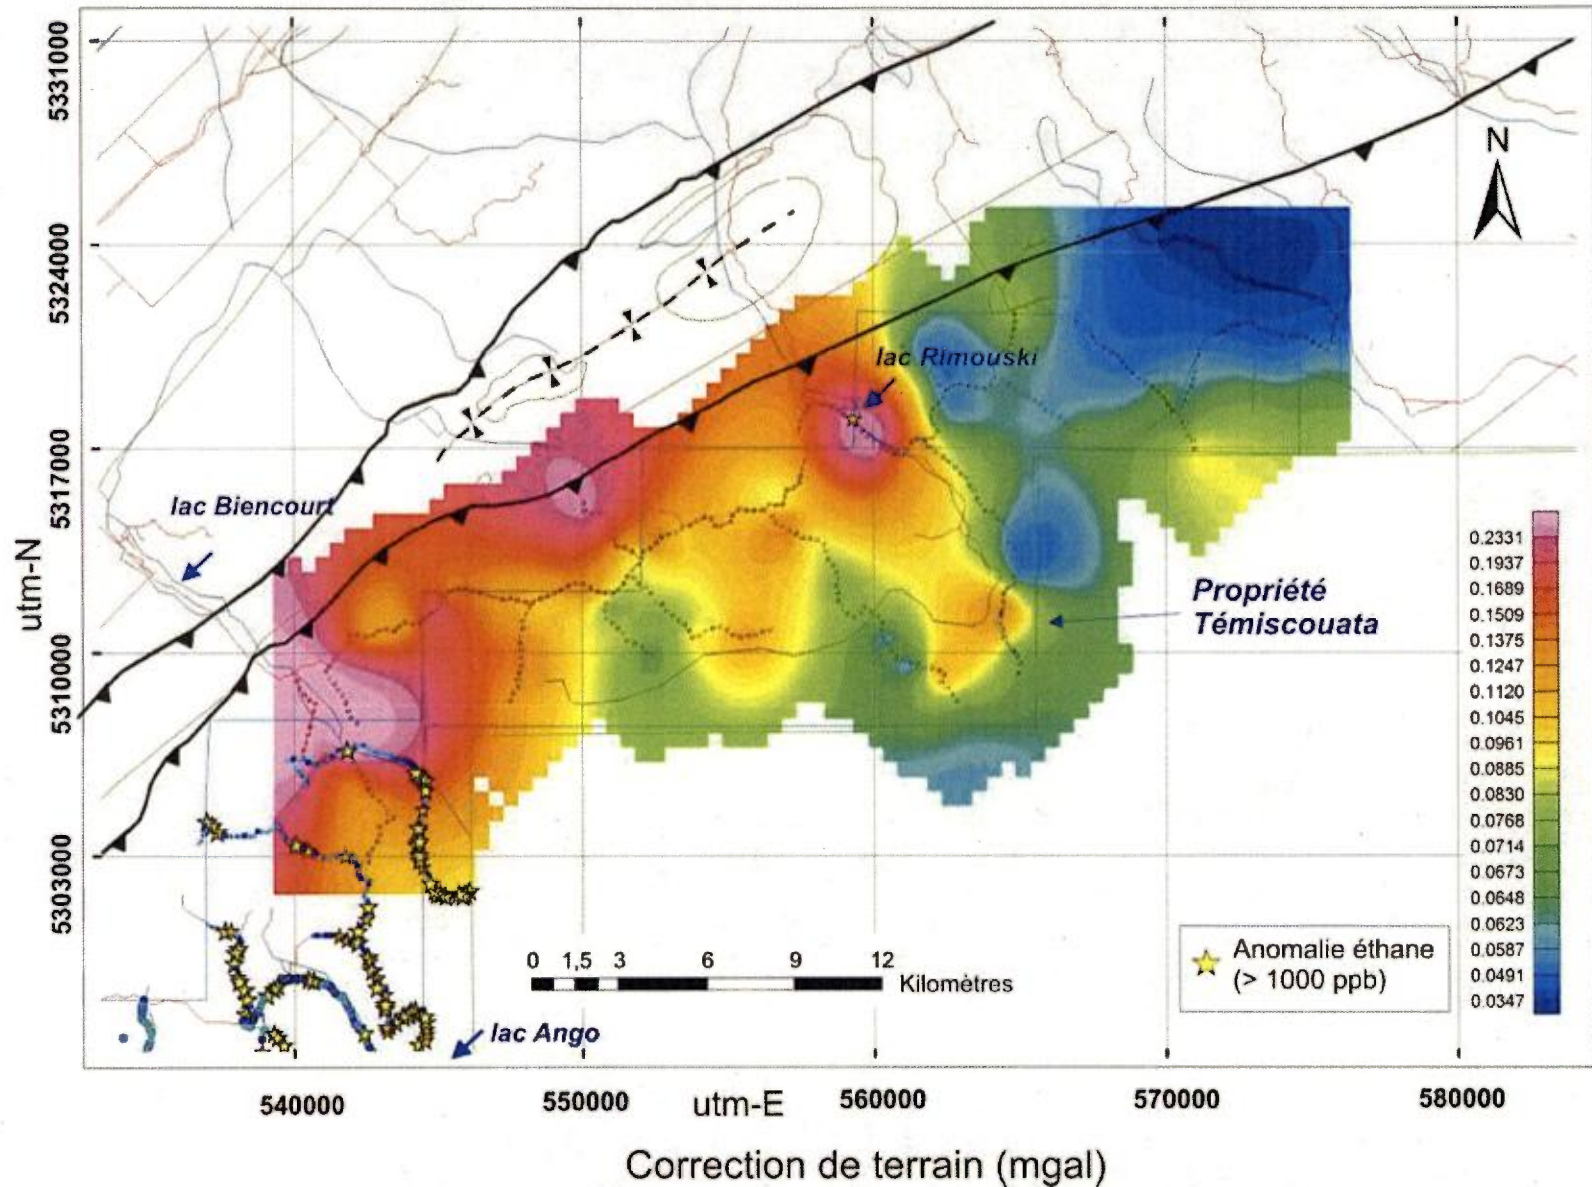 5331000
5324000
5317000
5310000
5303000
utm-N
N
lac Rimouski
lac Biencourt
Propriété
Témiscouata
0.2331
0.1937
0.1689
0.1509
0.1375
0.1247
0.1120
0.1045
0.0961
0.0885
0.0830
0.0768
0.0714
0.0673
0.0648
0.0623
0.0587
0.0491
0.0347
Anomalie éthane
(> 1000 ppb)
0 1,5 3 6 9 12
Kilomètres
lac Ango
540000 550000 utm-E 560000 570000 580000
Correction de terrain (mgal)